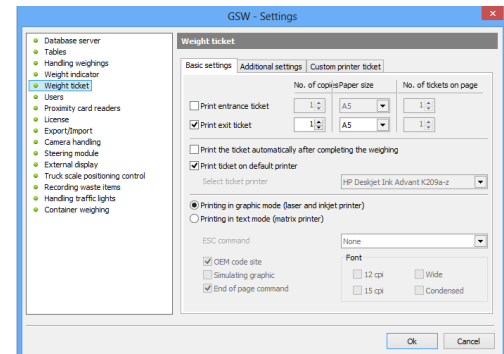 GSW - Settings
Database server
Tables
Handling weighings
Weight indicator
Weight ticket
Users
Proximity card readers
License
Export/Import
Camera handling
Steering module
External display
Truck scale positioning control
Recording waste items
Handling traffic lights
Container weighing
Weight ticket
Basic settings Additional settings Custom printer ticket
No. of copies Paper size No. of tickets on page
Print entrance ticket 1 A5 1
Print exit ticket 1 A5 1
Print the ticket automatically after completing the weighing
Print ticket on default printer
Select ticket printer HP Deskjet Ink Advant K209a-z
Printing in graphic mode (laser and inkjet printer)
Printing in text mode (matrix printer)
ESC command None
OEM code site
Simulating graphic
End of page command
Font
12 cpi Wide
15 cpi Condensed
Ok Cancel